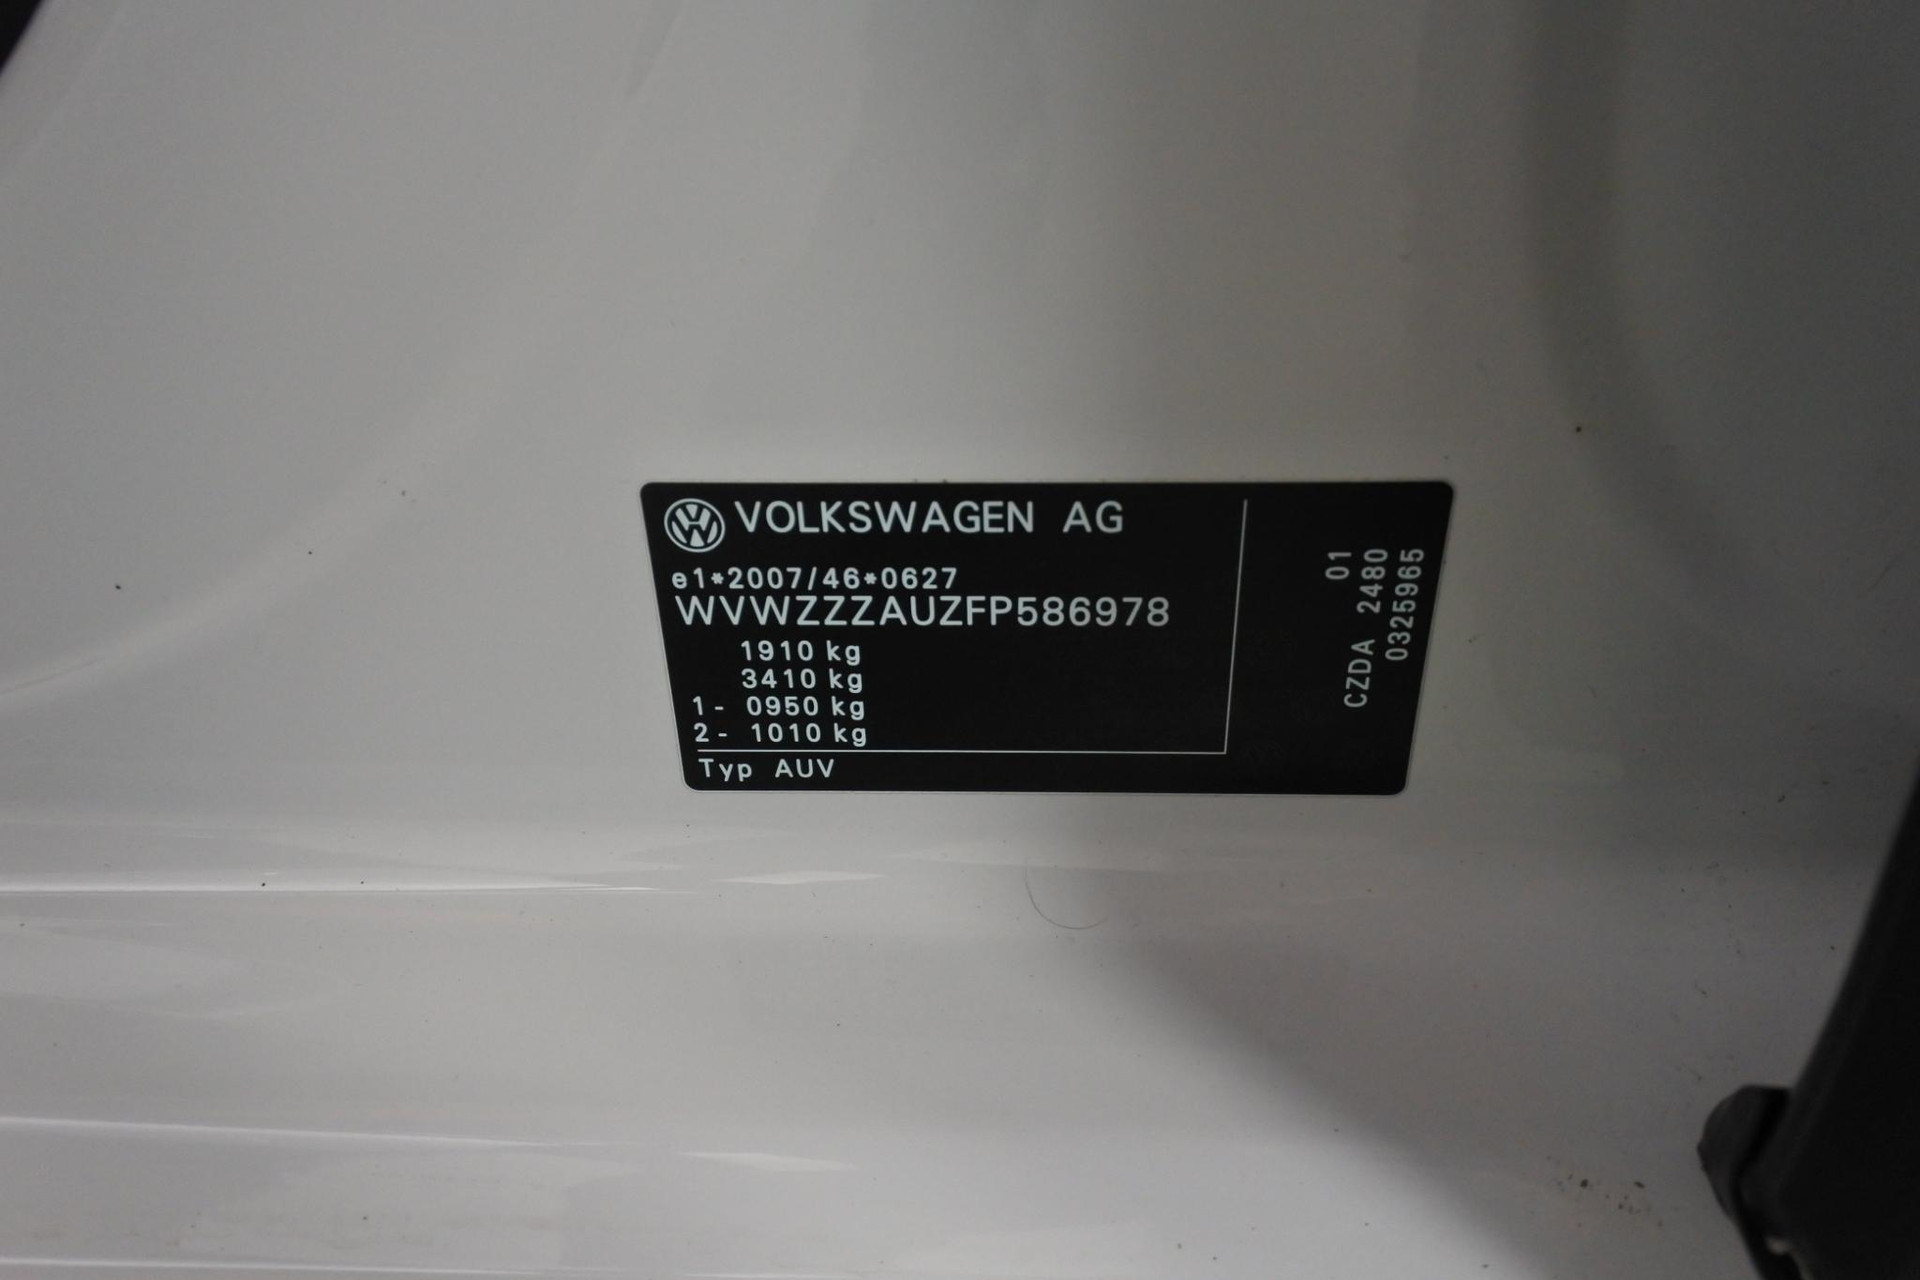 VOLKSWAGEN AG
e1*2007/46*0627
WVWZZZAUZFP586978
1910 kg
3410 kg
1- 0950 kg
2- 1010 kg
Typ AUV
01
CZDA 2480
0325965